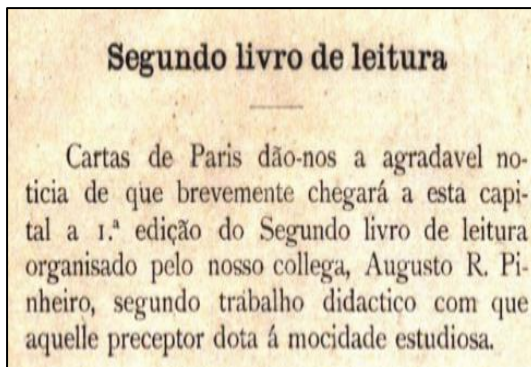 Segundo livro de leitura
Cartas de Paris dão-nos a agradavel no-
ticia de que brevemente chegará a esta capi-
tal a 1.ª edição do Segundo livro de leitura
organisado pelo nosso collega, Augusto R. Pi-
nheiro, segundo trabalho didactico com que
aquelle preceptor dota á mocidade estudiosa.